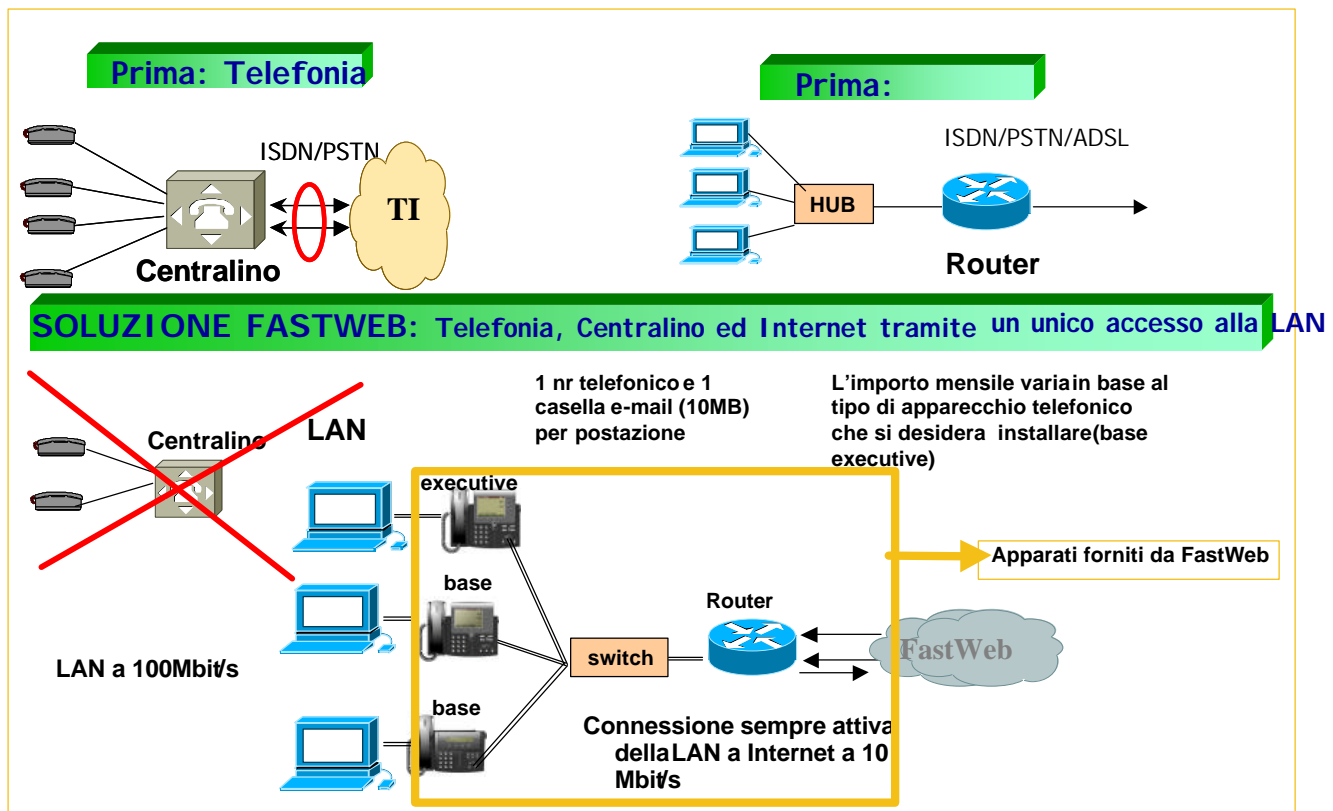 Prima: Telefonia
Prima:
ISDN/PSTN
TI
Centralino
ISDN/PSTN/ADSL
HUB
Router
SOLUZIONE FASTWEB: Telefonia, Centralino ed Internet tramite un unico accesso alla LAN
Centralino
LAN
1 nr telefonico e 1
casella e-mail (10MB)
per postazione
L'importo mensile varia in base al
tipo di apparecchio telefonico
che si desidera installare(base
executive)
executive
base
base
LAN a 100Mbit/s
switch
Router
FastWeb
Apparati forniti da FastWeb
Connessione sempre attiva
della LAN a Internet a 10
Mbit/s